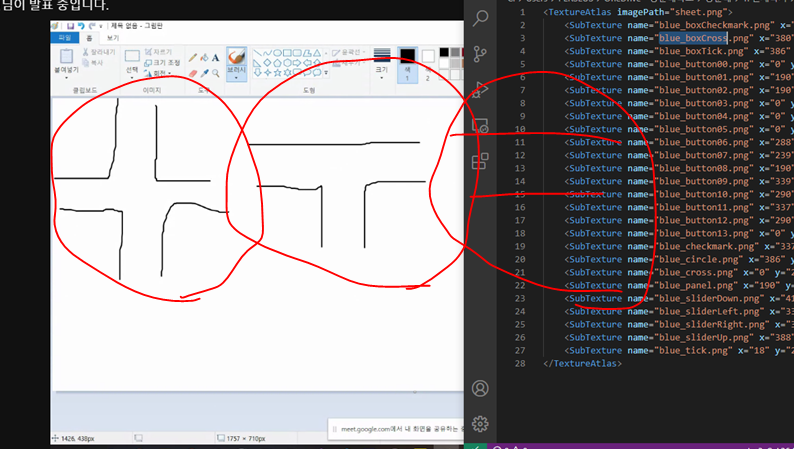 님이 발표 중입니다.
제목 없음 - 그림판
파일 홈 보기
붙여넣기
잘라내기
복사
선택
자르기
크기 조정
회전
브러시
윤곽선
채우기
크기
색 1
색 2
클립보드 이미지 도구 도형
1426, 438px
1757 × 710px
meet.google.com에서 내 화면을 공유하는
1 <TextureAtlas imagePath="sheet.png">
2 <SubTexture name="blue_boxCheckmark.png" x="
3 <SubTexture name="blue_boxCross.png" x="380"
4 <SubTexture name="blue_boxTick.png" x="386"
5 <SubTexture name="blue_button00.png" x="0" y
6 <SubTexture name="blue_button01.png" x="190"
7 <SubTexture name="blue_button02.png" x="190"
8 <SubTexture name="blue_button03.png" x="0" y
9 <SubTexture name="blue_button04.png" x="0" y
10 <SubTexture name="blue_button05.png" x="0" y
11 <SubTexture name="blue_button06.png" x="288"
12 <SubTexture name="blue_button07.png" x="239"
13 <SubTexture name="blue_button08.png" x="190"
14 <SubTexture name="blue_button09.png" x="339"
15 <SubTexture name="blue_button10.png" x="290"
16 <SubTexture name="blue_button11.png" x="337"
17 <SubTexture name="blue_button12.png" x="290"
18 <SubTexture name="blue_button13.png" x="0" y
19 <SubTexture name="blue_checkmark.png" x="337
20 <SubTexture name="blue_circle.png" x="386" y
21 <SubTexture name="blue_cross.png" x="0" y="2
22 <SubTexture name="blue_panel.png" x="190" y=
23 <SubTexture name="blue_sliderDown.png" x="41
24 <SubTexture name="blue_sliderLeft.png" x="33
25 <SubTexture name="blue_sliderRight.png" x="3
26 <SubTexture name="blue_sliderUp.png" x="388"
27 <SubTexture name="blue_tick.png" x="18" y="2
28 </TextureAtlas>